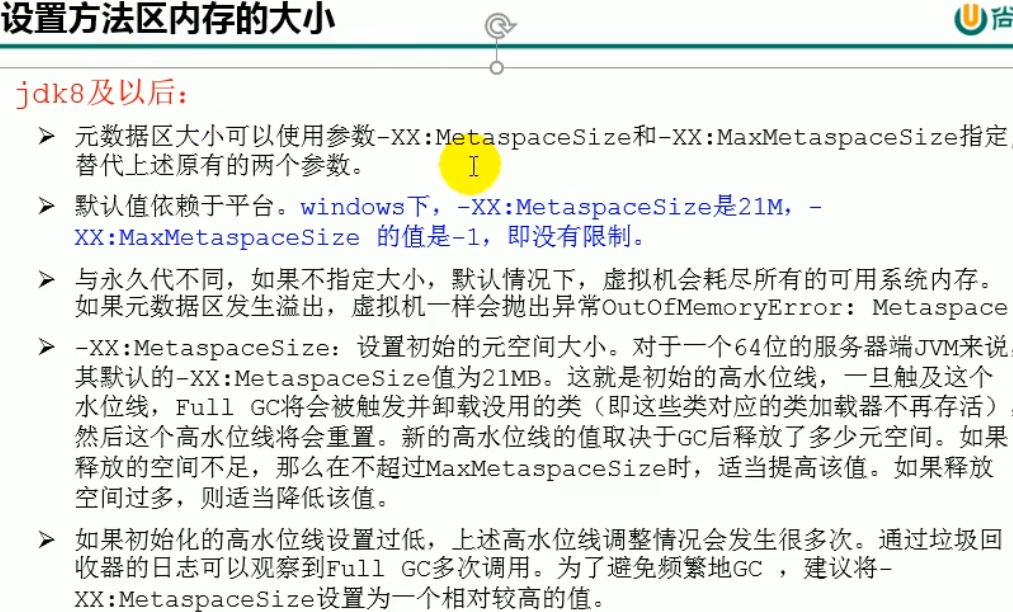 设置方法区内存的大小
尚
jdk8及以后：
➤ 元数据区大小可以使用参数-XX:MetaspaceSize和-XX:MaxMetaspaceSize指定,
替代上述原有的两个参数。
➤ 默认值依赖于平台。windows下，-XX:MetaspaceSize是21M，-
XX:MaxMetaspaceSize 的值是-1，即没有限制。
➤ 与永久代不同，如果不指定大小，默认情况下，虚拟机会耗尽所有的可用系统内存。
如果元数据区发生溢出，虚拟机一样会抛出异常OutOfMemoryError: Metaspace
➤ -XX:MetaspaceSize：设置初始的元空间大小。对于一个64位的服务器端JVM来说，
其默认的-XX:MetaspaceSize值为21MB。这就是初始的高水位线，一旦触及这个
水位线，Full GC将会被触发并卸载没用的类（即这些类对应的类加载器不再存活），
然后这个高水位线将会重置。新的高水位线的值取决于GC后释放了多少元空间。如果
释放的空间不足，那么在不超过MaxMetaspaceSize时，适当提高该值。如果释放
空间过多，则适当降低该值。
➤ 如果初始化的高水位线设置过低，上述高水位线调整情况会发生很多次。通过垃圾回
收器的日志可以观察到Full GC多次调用。为了避免频繁地GC ，建议将-
XX:MetaspaceSize设置为一个相对较高的值。